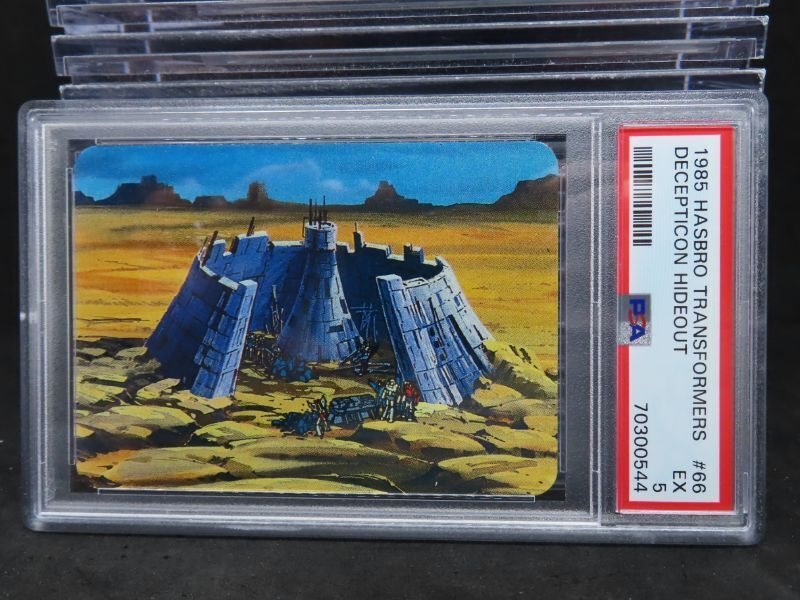 1985 HASBRO TRANSFORMERS #66
DECEPTICON HIDEOUT EX
5
PSA 70300544